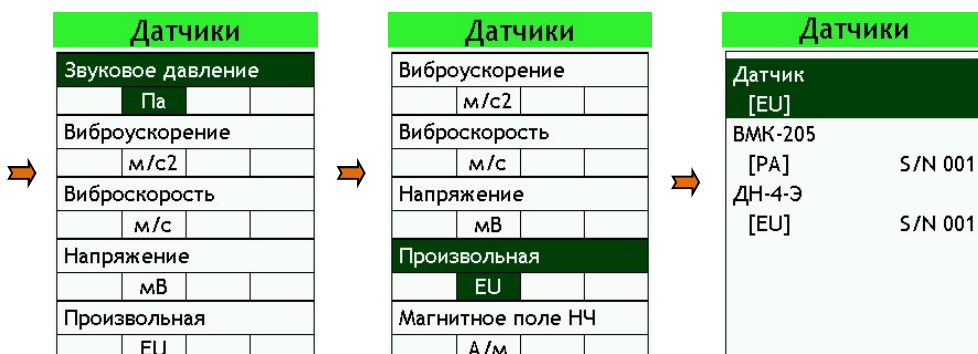 Датчики
Звуковое давление
Па
Виброускорение
м/с2
Виброскорость
м/с
Напряжение
мВ
Произвольная
EU
Датчики
Виброускорение
м/с2
Виброскорость
м/с
Напряжение
мВ
Произвольная
EU
Магнитное поле НЧ
А/м
Датчики
Датчик
[EU]
ВМК-205
[PA] S/N 001
ДН-4-Э
[EU] S/N 001